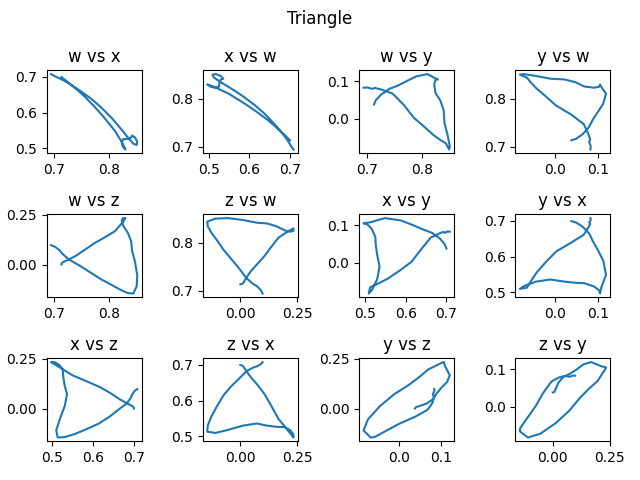 Triangle
w vs x
x vs w
w vs y
y vs w
0.7
0.6
0.5
0.7 0.8
0.8
0.7
0.5 0.6 0.7
0.1
0.0
0.7 0.8
0.8
0.7
0.0 0.1
w vs z
z vs w
x vs y
y vs x
0.25
0.00
0.7 0.8
0.8
0.7
0.00 0.25
0.1
0.0
0.5 0.6 0.7
0.7
0.6
0.5
0.0 0.1
x vs z
z vs x
y vs z
z vs y
0.25
0.00
0.5 0.6 0.7
0.7
0.6
0.5
0.00 0.25
0.25
0.00
0.0 0.1
0.1
0.0
0.00 0.25